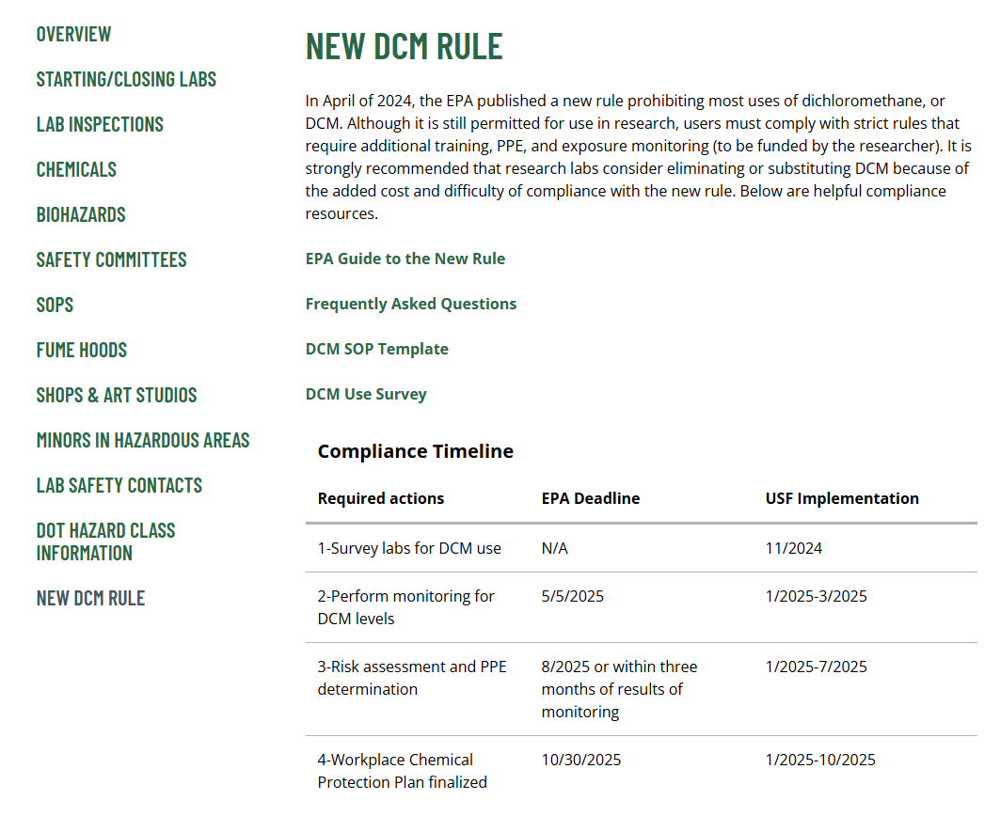 OVERVIEW
STARTING/CLOSING LABS
LAB INSPECTIONS
CHEMICALS
BIOHAZARDS
SAFETY COMMITTEES
SOPS
FUME HOODS
SHOPS & ART STUDIOS
MINORS IN HAZARDOUS AREAS
LAB SAFETY CONTACTS
DOT HAZARD CLASS
INFORMATION
NEW DCM RULE
NEW DCM RULE
In April of 2024, the EPA published a new rule prohibiting most uses of dichloromethane, or
DCM. Although it is still permitted for use in research, users must comply with strict rules that
require additional training, PPE, and exposure monitoring (to be funded by the researcher). It is
strongly recommended that research labs consider eliminating or substituting DCM because of
the added cost and difficulty of compliance with the new rule. Below are helpful compliance
resources.
EPA Guide to the New Rule
Frequently Asked Questions
DCM SOP Template
DCM Use Survey
Compliance Timeline
Required actions EPA Deadline USF Implementation
1-Survey labs for DCM use N/A 11/2024
2-Perform monitoring for 5/5/2025 1/2025-3/2025
DCM levels
3-Risk assessment and PPE 8/2025 or within three 1/2025-7/2025
determination months of results of
monitoring
4-Workplace Chemical 10/30/2025 1/2025-10/2025
Protection Plan finalized